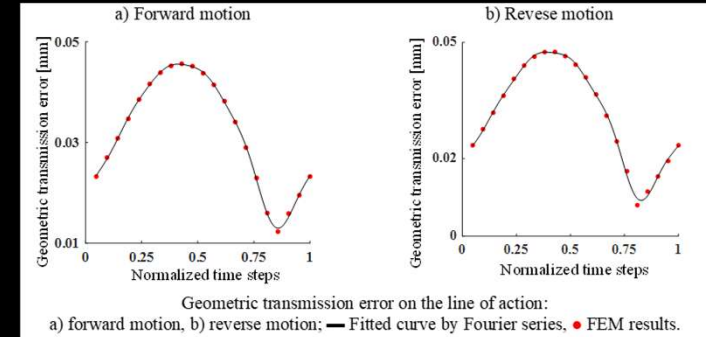 a) Forward motion
b) Revese motion
Geometric transmission error [mm]
0.05
0.03
0.01
0
0.25
0.5
0.75
1
Normalized time steps
Geometric transmission error [mm]
0.05
0.02
0
0
0.25
0.5
0.75
1
Normalized time steps
Geometric transmission error on the line of action:
a) forward motion, b) reverse motion; — Fitted curve by Fourier series, ● FEM results.